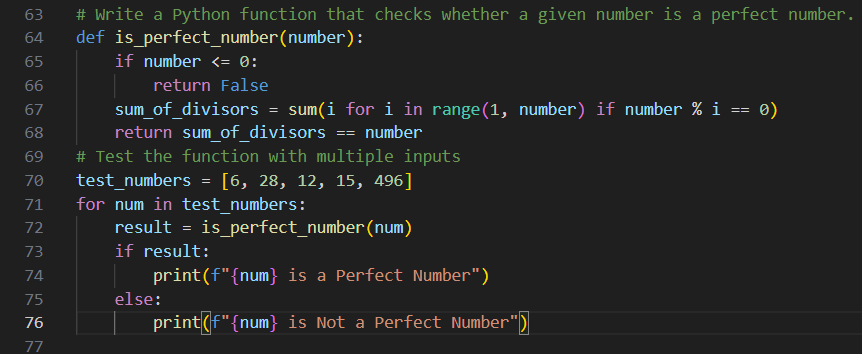 63 # Write a Python function that checks whether a given number is a perfect number.
64 def is_perfect_number(number):
65     if number <= 0:
66         return False
67     sum_of_divisors = sum(i for i in range(1, number) if number % i == 0)
68     return sum_of_divisors == number
69 # Test the function with multiple inputs
70 test_numbers = [6, 28, 12, 15, 496]
71 for num in test_numbers:
72     result = is_perfect_number(num)
73     if result:
74         print(f"{num} is a Perfect Number")
75     else:
76         print(f"{num} is Not a Perfect Number")
77